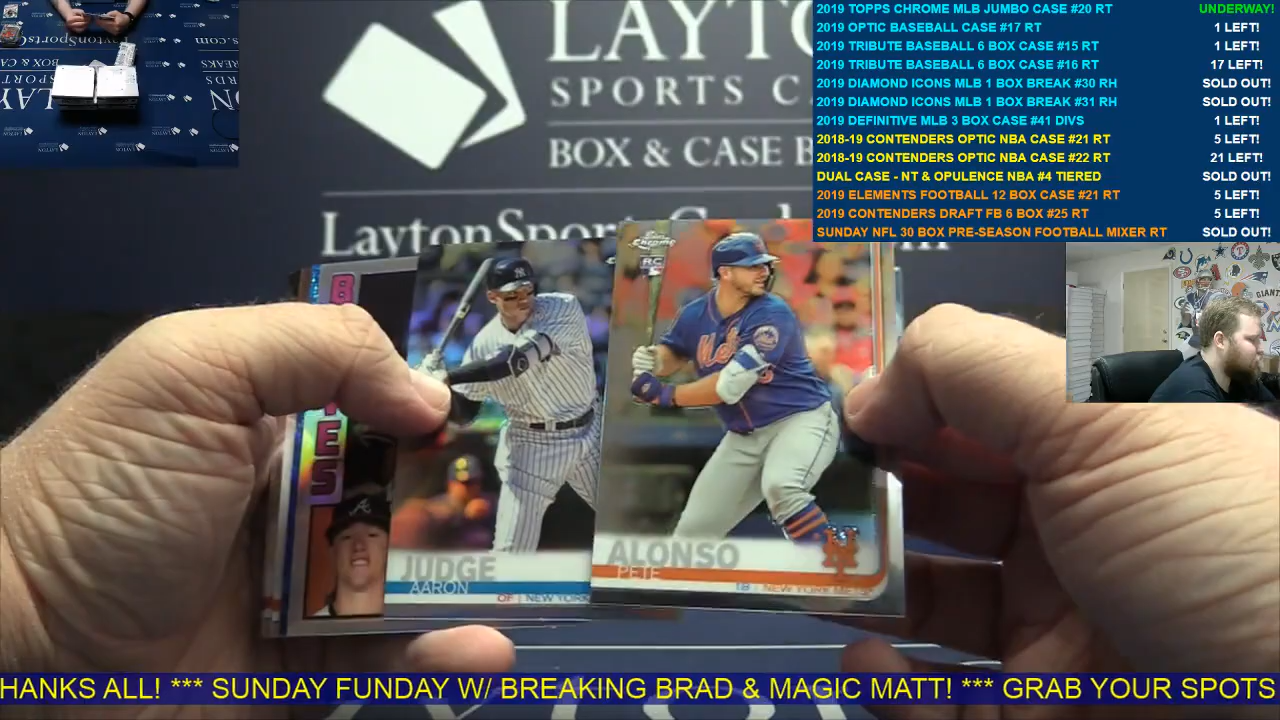 2019 TOPPS CHROME MLB JUMBO CASE #20 RT UNDERWAY!
2019 OPTIC BASEBALL CASE #17 RT 1 LEFT!
2019 TRIBUTE BASEBALL 6 BOX CASE #15 RT 1 LEFT!
2019 TRIBUTE BASEBALL 6 BOX CASE #16 RT 17 LEFT!
2019 DIAMOND ICONS MLB 1 BOX BREAK #30 RH SOLD OUT!
2019 DIAMOND ICONS MLB 1 BOX BREAK #31 RH SOLD OUT!
2019 DEFINITIVE MLB 3 BOX CASE #41 DIVS 1 LEFT!
2018-19 CONTENDERS OPTIC NBA CASE #21 RT 5 LEFT!
2018-19 CONTENDERS OPTIC NBA CASE #22 RT 21 LEFT!
DUAL CASE - NT & OPULENCE NBA #4 TIERED SOLD OUT!
2019 ELEMENTS FOOTBALL 12 BOX CASE #21 RT 5 LEFT!
2019 CONTENDERS DRAFT FB 6 BOX #25 RT 5 LEFT!
SUNDAY NFL 30 BOX PRE-SEASON FOOTBALL MIXER RT SOLD OUT!
LAYTO
SPORTS CA
BOX & CASE B
LaytonSport
Chrome
RC
Mets
JUDGE
AARON
OF NEW YORK
ALONSO
PETE
1B NEW YORK METS
HANKS ALL! *** SUNDAY FUNDAY W/ BREAKING BRAD & MAGIC MATT! *** GRAB YOUR SPOTS